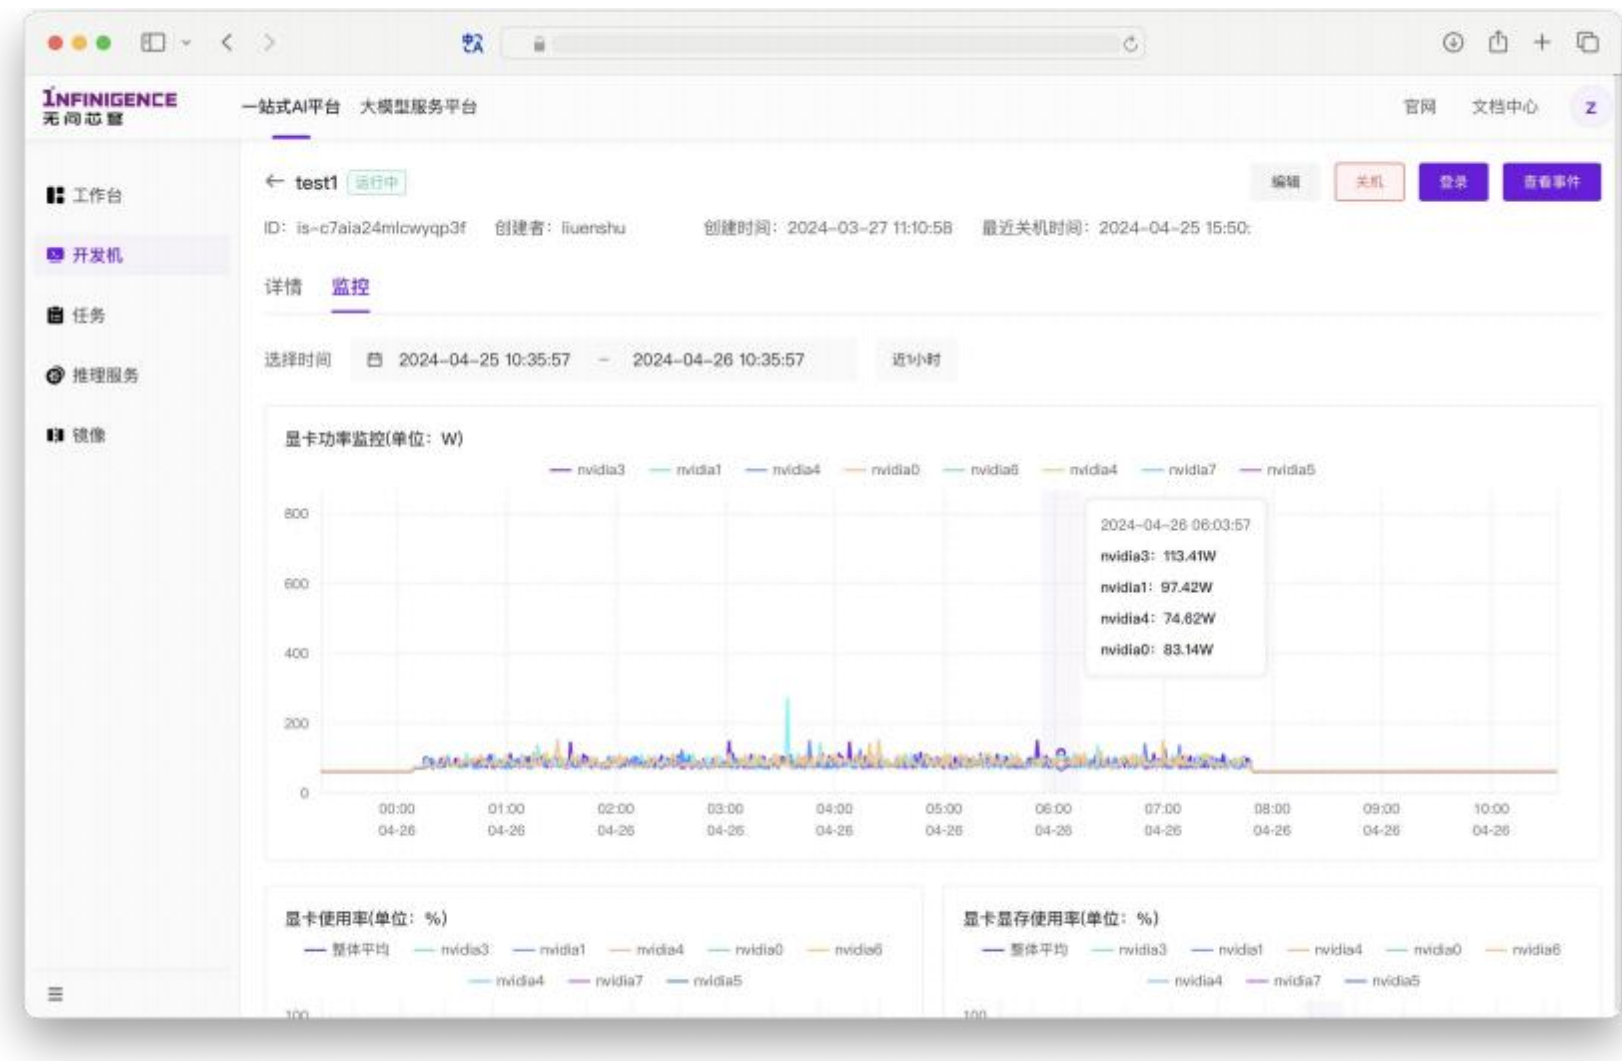 INFINIGENCE
无问芯穹
一站式AI平台 大模型服务平台
官网 文档中心 Z
工作台
开发机
任务
推理服务
镜像
← test1 运行中
编辑 关机 登录 查看事件
ID: is-c7aia24mlcwyqp3f 创建者: liuenshu 创建时间: 2024-03-27 11:10:58 最近关机时间: 2024-04-25 15:50:
详情 监控
选择时间 2024-04-25 10:35:57 - 2024-04-26 10:35:57 近1小时
显卡功率监控(单位: W)
nvidia3 nvidia1 nvidia4 nvidia0 nvidia6 nvidia4 nvidia7 nvidia5
800
600
400
200
0
2024-04-26 06:03:57
nvidia3: 113.41W
nvidia1: 97.42W
nvidia4: 74.62W
nvidia0: 83.14W
00:00 01:00 02:00 03:00 04:00 05:00 06:00 07:00 08:00 09:00 10:00
04-26 04-26 04-26 04-26 04-26 04-26 04-26 04-26 04-26 04-26 04-26
显卡使用率(单位: %)
整体平均 nvidia3 nvidia1 nvidia4 nvidia0 nvidia6
nvidia4 nvidia7 nvidia5
100
显卡显存使用率(单位: %)
整体平均 nvidia3 nvidia1 nvidia4 nvidia0 nvidia6
nvidia4 nvidia7 nvidia5
100